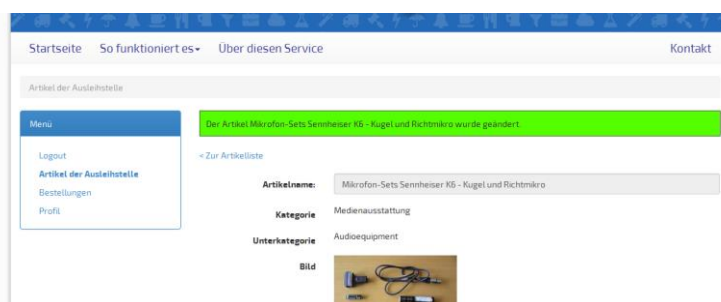 Startseite So funktioniert es Über diesen Service Kontakt
Artikel der Ausleihstelle
Menü
Der Artikel Mikrofon-Sets Sennheiser K6 - Kugel und Richtmikro wurde geändert.
Logout
Artikel der Ausleihstelle
Bestellungen
Profil
« Zur Artikelliste
Artikelname: Mikrofon-Sets Sennheiser K6 - Kugel und Richtmikro
Kategorie Medienausstattung
Unterkategorie Audioequipment
Bild